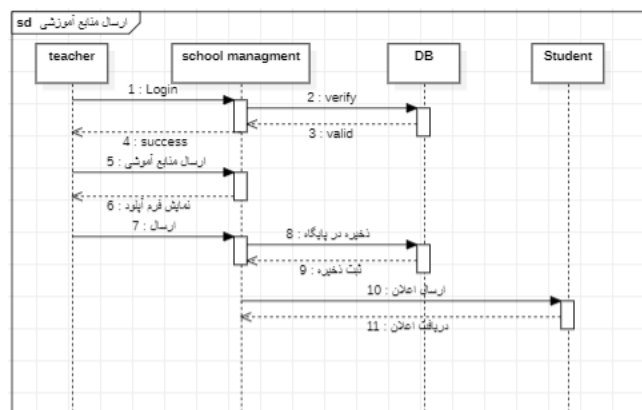 sd ارسال منابع آموزشی
teacher
school managment
DB
Student
1 : Login
2 : verify
3 : valid
4 : success
5 : ارسال منابع آموشی
6 : نمایش فرم آپلود
7 : ارسال
8 : ذخیره در پایگاه
9 : ثبت ذخیره
10 : ارسال اعلان
11 : دریافت اعلان